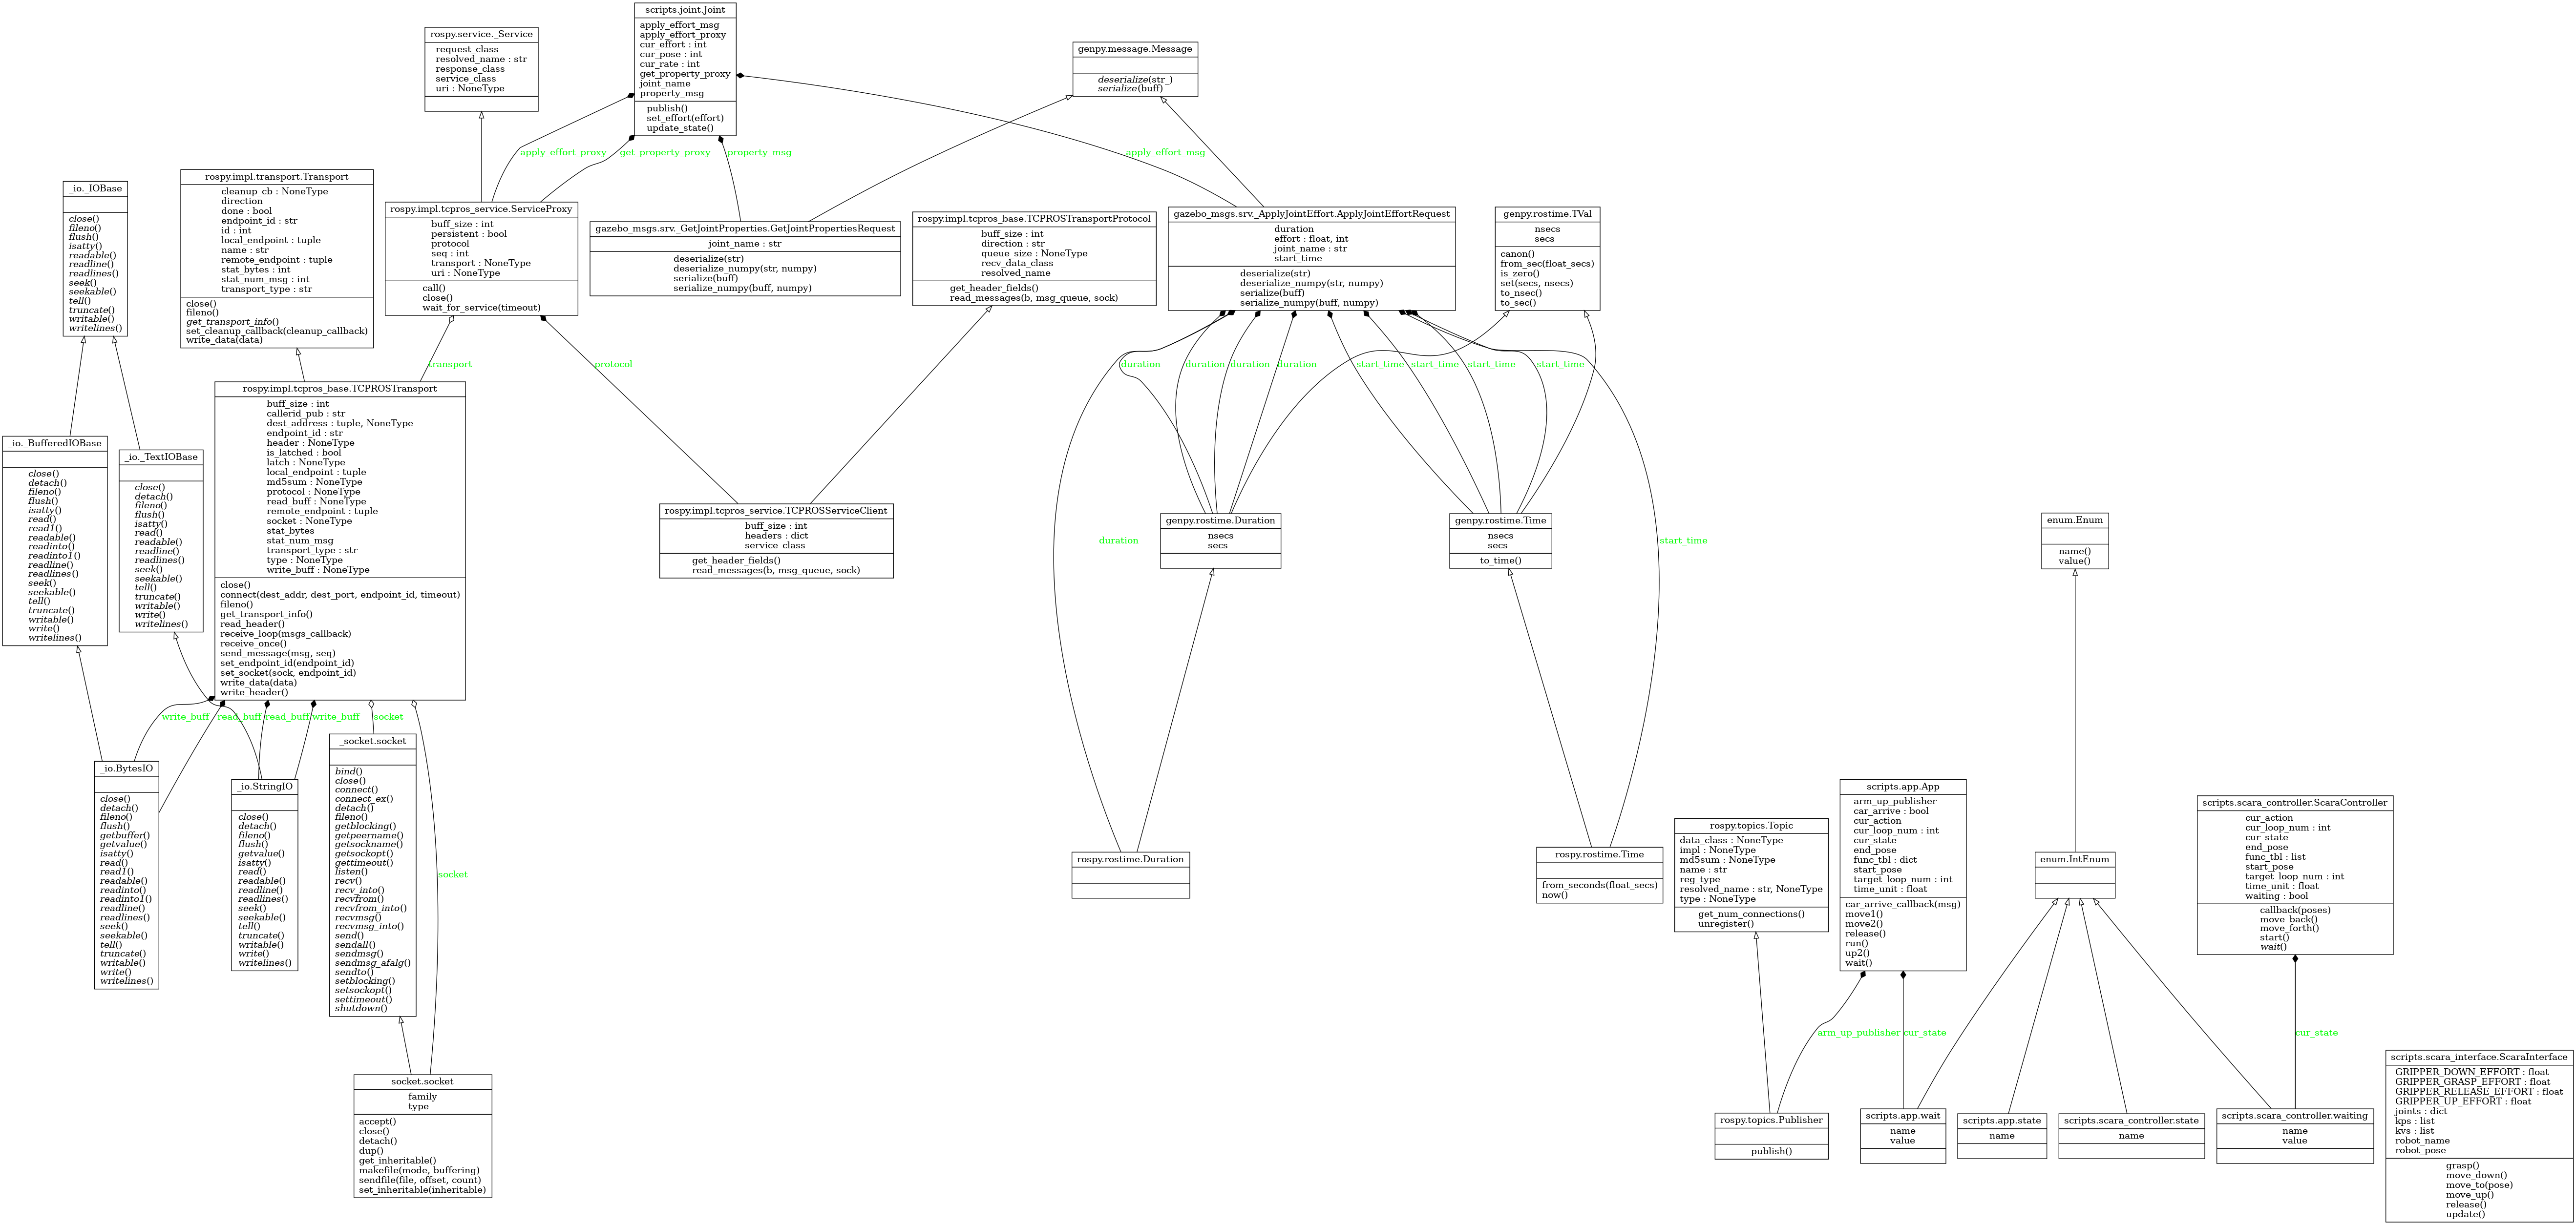 scripts.joint.Joint
apply_effort_msg
apply_effort_proxy
cur_effort : int
cur_pose : int
cur_rate : int
get_property_proxy
joint_name
property_msg
publish()
set_effort(effort)
update_state()
rospy.service._Service
request_class
resolved_name : str
response_class
service_class
uri : NoneType
genpy.message.Message
deserialize(str_)
serialize(buff)
apply_effort_proxy
get_property_proxy
property_msg
apply_effort_msg
_io._IOBase
close()
fileno()
flush()
isatty()
readable()
readline()
readlines()
seek()
seekable()
tell()
truncate()
writable()
writelines()
rospy.impl.transport.Transport
cleanup_cb : NoneType
direction
done : bool
endpoint_id : str
id : int
local_endpoint : tuple
name : str
remote_endpoint : tuple
stat_bytes : int
stat_num_msg : int
transport_type : str
close()
fileno()
get_transport_info()
set_cleanup_callback(cleanup_callback)
write_data(data)
rospy.impl.tcpros_service.ServiceProxy
buff_size : int
persistent : bool
protocol
seq : int
transport : NoneType
uri : NoneType
call()
close()
wait_for_service(timeout)
gazebo_msgs.srv._GetJointProperties.GetJointPropertiesRequest
joint_name : str
deserialize(str)
deserialize_numpy(str, numpy)
serialize(buff)
serialize_numpy(buff, numpy)
rospy.impl.tcpros_base.TCPROSTransportProtocol
buff_size : int
direction : str
queue_size : NoneType
recv_data_class
resolved_name
get_header_fields()
read_messages(b, msg_queue, sock)
gazebo_msgs.srv._ApplyJointEffort.ApplyJointEffortRequest
duration
effort : float, int
joint_name : str
start_time
deserialize(str)
deserialize_numpy(str, numpy)
serialize(buff)
serialize_numpy(buff, numpy)
genpy.rostime.TVal
nsecs
secs
canon()
from_sec(float_secs)
is_zero()
set(secs, nsecs)
to_nsec()
to_sec()
transport
protocol
duration
duration
duration
duration
start_time
start_time
start_time
start_time
rospy.impl.tcpros_base.TCPROSTransport
buff_size : int
callerid_pub : str
dest_address : tuple, NoneType
endpoint_id : str
header : NoneType
is_latched : bool
latch : NoneType
local_endpoint : tuple
md5sum : NoneType
protocol : NoneType
read_buff : NoneType
remote_endpoint : tuple
socket : NoneType
stat_bytes
stat_num_msg
transport_type : str
type : NoneType
write_buff : NoneType
close()
connect(dest_addr, dest_port, endpoint_id, timeout)
fileno()
get_transport_info()
read_header()
receive_loop(msgs_callback)
receive_once()
send_message(msg, seq)
set_endpoint_id(endpoint_id)
set_socket(sock, endpoint_id)
write_data(data)
write_header()
_io._BufferedIOBase
close()
detach()
fileno()
flush()
isatty()
read()
read1()
readable()
readinto()
readinto1()
readline()
readlines()
seek()
seekable()
tell()
truncate()
writable()
write()
writelines()
_io._TextIOBase
close()
detach()
fileno()
flush()
isatty()
read()
readable()
readline()
readlines()
seek()
seekable()
tell()
truncate()
writable()
write()
writelines()
rospy.impl.tcpros_service.TCPROSServiceClient
buff_size : int
headers : dict
service_class
get_header_fields()
read_messages(b, msg_queue, sock)
duration
genpy.rostime.Duration
nsecs
secs
genpy.rostime.Time
nsecs
secs
to_time()
start_time
enum.Enum
name()
value()
write_buff
read_buff
read_buff
write_buff
socket
_io.BytesIO
close()
detach()
fileno()
flush()
getbuffer()
getvalue()
isatty()
read()
read1()
readable()
readinto()
readinto1()
readline()
readlines()
seek()
seekable()
tell()
truncate()
writable()
write()
writelines()
_io.StringIO
close()
detach()
fileno()
flush()
getvalue()
isatty()
read()
readable()
readline()
readlines()
seek()
seekable()
tell()
truncate()
writable()
write()
writelines()
_socket.socket
bind()
close()
connect()
connect_ex()
detach()
fileno()
getblocking()
getpeername()
getsockname()
getsockopt()
gettimeout()
listen()
recv()
recv_into()
recvfrom()
recvfrom_into()
recvmsg()
recvmsg_into()
send()
sendall()
sendmsg()
sendmsg_afalg()
sendto()
setblocking()
setsockopt()
settimeout()
shutdown()
socket
rospy.rostime.Duration
rospy.rostime.Time
from_seconds(float_secs)
now()
rospy.topics.Topic
data_class : NoneType
impl : NoneType
md5sum : NoneType
name : str
reg_type
resolved_name : str, NoneType
type : NoneType
get_num_connections()
unregister()
scripts.app.App
arm_up_publisher
car_arrive : bool
cur_action
cur_loop_num : int
cur_state
end_pose
func_tbl : dict
start_pose
target_loop_num : int
time_unit : float
car_arrive_callback(msg)
move1()
move2()
release()
run()
up2()
wait()
enum.IntEnum
scripts.scara_controller.ScaraController
cur_action
cur_loop_num : int
cur_state
end_pose
func_tbl : list
start_pose
target_loop_num : int
time_unit : float
waiting : bool
callback(poses)
move_back()
move_forth()
start()
wait()
arm_up_publisher
cur_state
cur_state
socket.socket
family
type
accept()
close()
detach()
dup()
get_inheritable()
makefile(mode, buffering)
sendfile(file, offset, count)
set_inheritable(inheritable)
rospy.topics.Publisher
publish()
scripts.app.wait
name
value
scripts.app.state
name
scripts.scara_controller.state
name
scripts.scara_controller.waiting
name
value
scripts.scara_interface.ScaraInterface
GRIPPER_DOWN_EFFORT : float
GRIPPER_GRASP_EFFORT : float
GRIPPER_RELEASE_EFFORT : float
GRIPPER_UP_EFFORT : float
joints : dict
kps : list
kvs : list
robot_name
robot_pose
grasp()
move_down()
move_to(pose)
move_up()
release()
update()